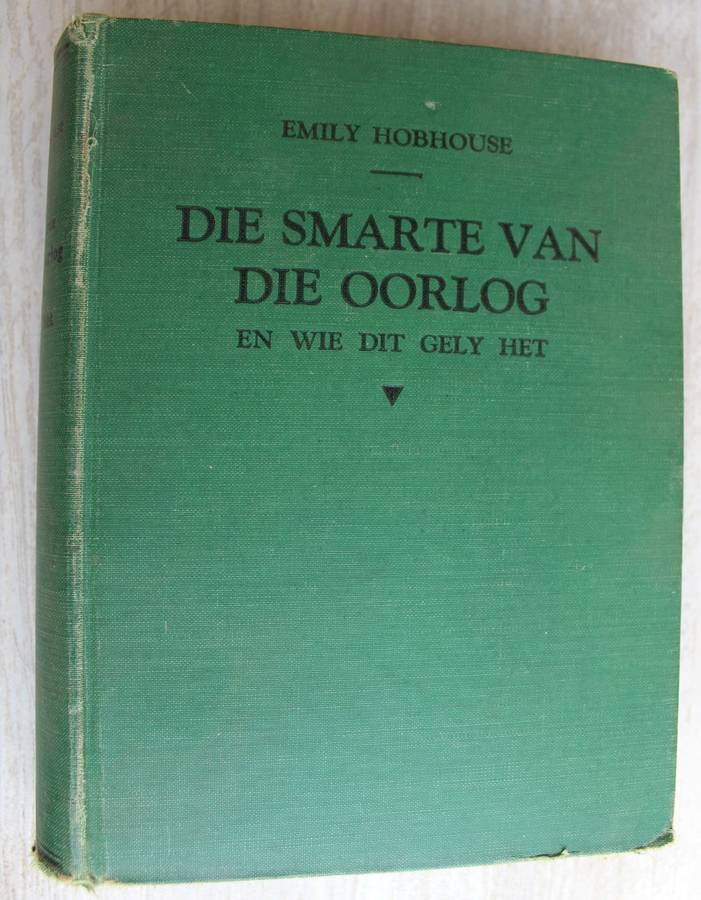 EMILY HOBHOUSE
DIE SMARTE VAN
DIE OORLOG
EN WIE DIT GELY HET